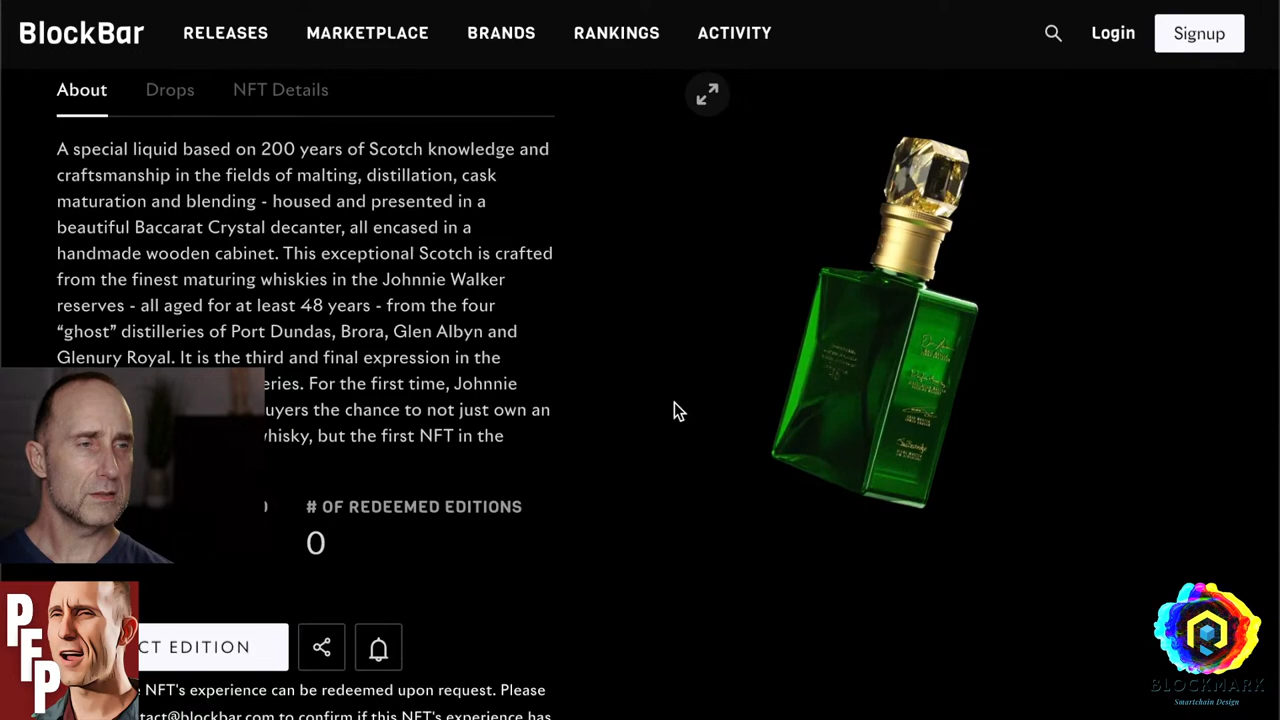 BlockBar RELEASES MARKETPLACE BRANDS RANKINGS ACTIVITY Login Signup
About Drops NFT Details
A special liquid based on 200 years of Scotch knowledge and
craftsmanship in the fields of malting, distillation, cask
maturation and blending - housed and presented in a
beautiful Baccarat Crystal decanter, all encased in a
handmade wooden cabinet. This exceptional Scotch is crafted
from the finest maturing whiskies in the Johnnie Walker
reserves - all aged for at least 48 years - from the four
“ghost” distilleries of Port Dundas, Brora, Glen Albyn and
Glenury Royal. It is the third and final expression in the
eries. For the first time, Johnnie
uyers the chance to not just own an
whisky, but the first NFT in the
# OF REDEEMED EDITIONS
0
CT EDITION
NFT's experience can be redeemed upon request. Please
tact@blockbar.com to confirm if this NFT's experience has
PFP
BLOCKMARK
Smartchain Design